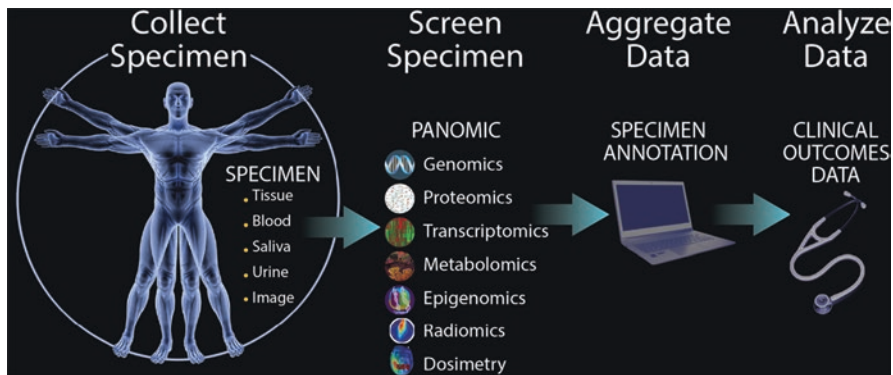 Collect
Specimen
SPECIMEN
• Tissue
• Blood
• Saliva
• Urine
• Image
Screen
Specimen
PANOMIC
Genomics
Proteomics
Transcriptomics
Metabolomics
Epigenomics
Radiomics
Dosimetry
Aggregate
Data
SPECIMEN
ANNOTATION
Analyze
Data
CLINICAL
OUTCOMES
DATA